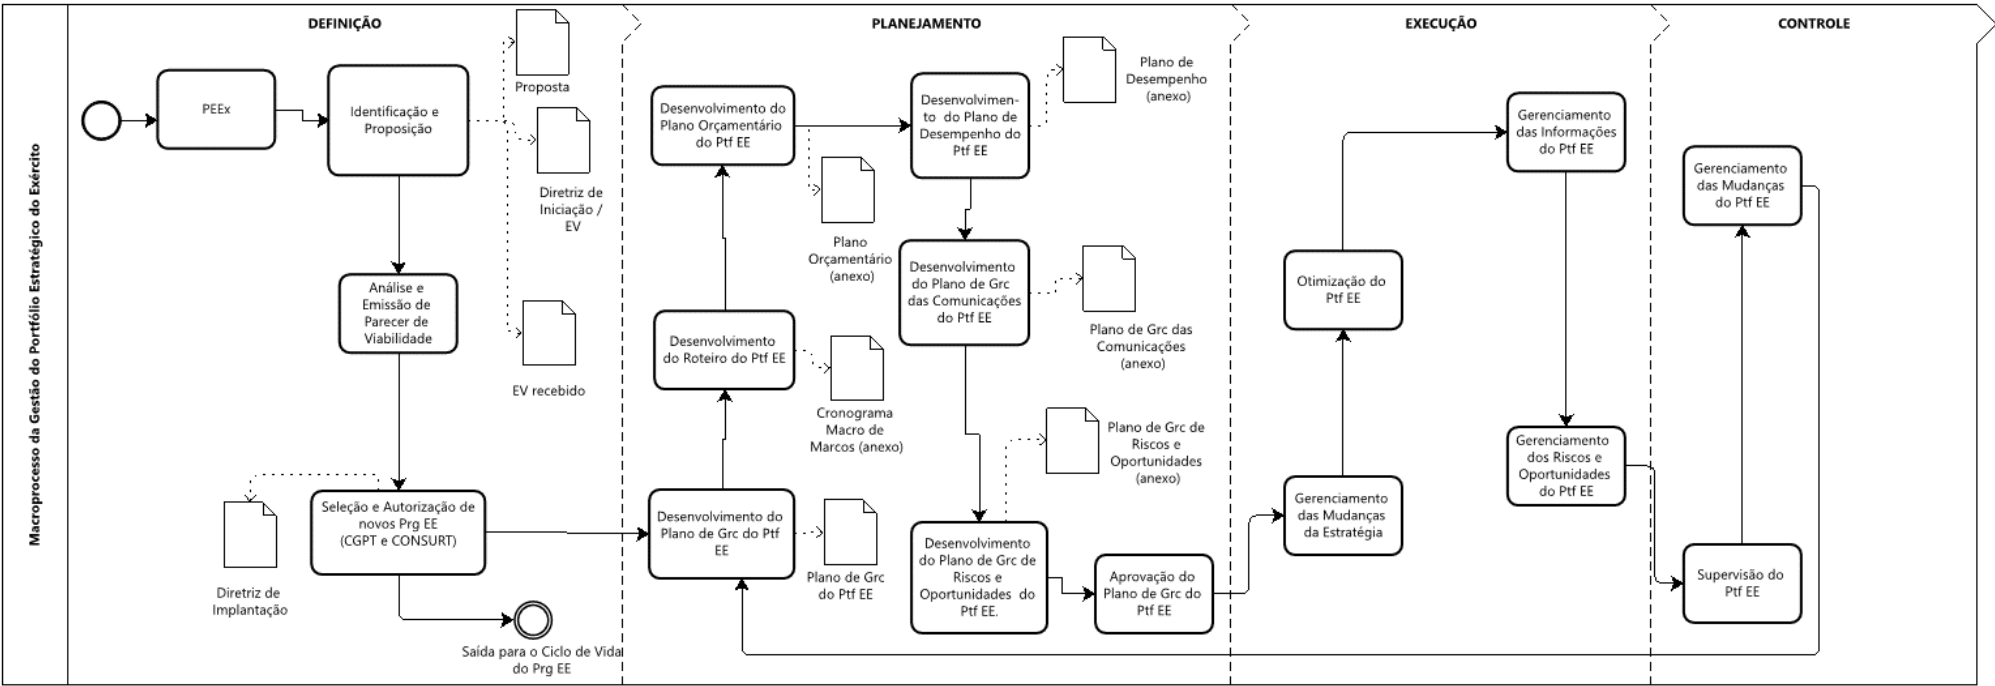 Macroprocesso da Gestão do Portfólio Estratégico do Exército
DEFINIÇÃO
PEEx
Identificação e
Proposição
Proposta
Diretriz de
Iniciação /
EV
Análise e
Emissão de
Parecer de
Viabilidade
EV recebido
Seleção e Autorização de
novos Prg EE
(CGPT e CONSURT)
Diretriz de
Implantação
Saída para o Ciclo de Vida
do Prg EE
PLANEJAMENTO
Desenvolvimento do
Plano Orçamentário
do Ptf EE
Plano
Orçamentário
(anexo)
Desenvolvimen-
to do Plano de
Desempenho do
Ptf EE
Plano de
Desempenho
(anexo)
Desenvolvimento
do Plano de Grc
das Comunicações
do Ptf EE
Plano de Grc das
Comunicações
(anexo)
Desenvolvimento
do Roteiro do Ptf EE
Cronograma
Macro de
Marcos (anexo)
Plano de Grc de
Riscos e
Oportunidades
(anexo)
Desenvolvimento do
Plano de Grc do Ptf
EE
Plano de Grc
do Ptf EE
Desenvolvimento
do Plano de Grc de
Riscos e
Oportunidades do
Ptf EE.
Aprovação do
Plano de Grc do
Ptf EE
EXECUÇÃO
Gerenciamento
das Informações
do Ptf EE
Otimização do
Ptf EE
Gerenciamento
das Mudanças
da Estratégia
Gerenciamento
dos Riscos e
Oportunidades
do Ptf EE
CONTROLE
Gerenciamento
das Mudanças
do Ptf EE
Supervisão do
Ptf EE